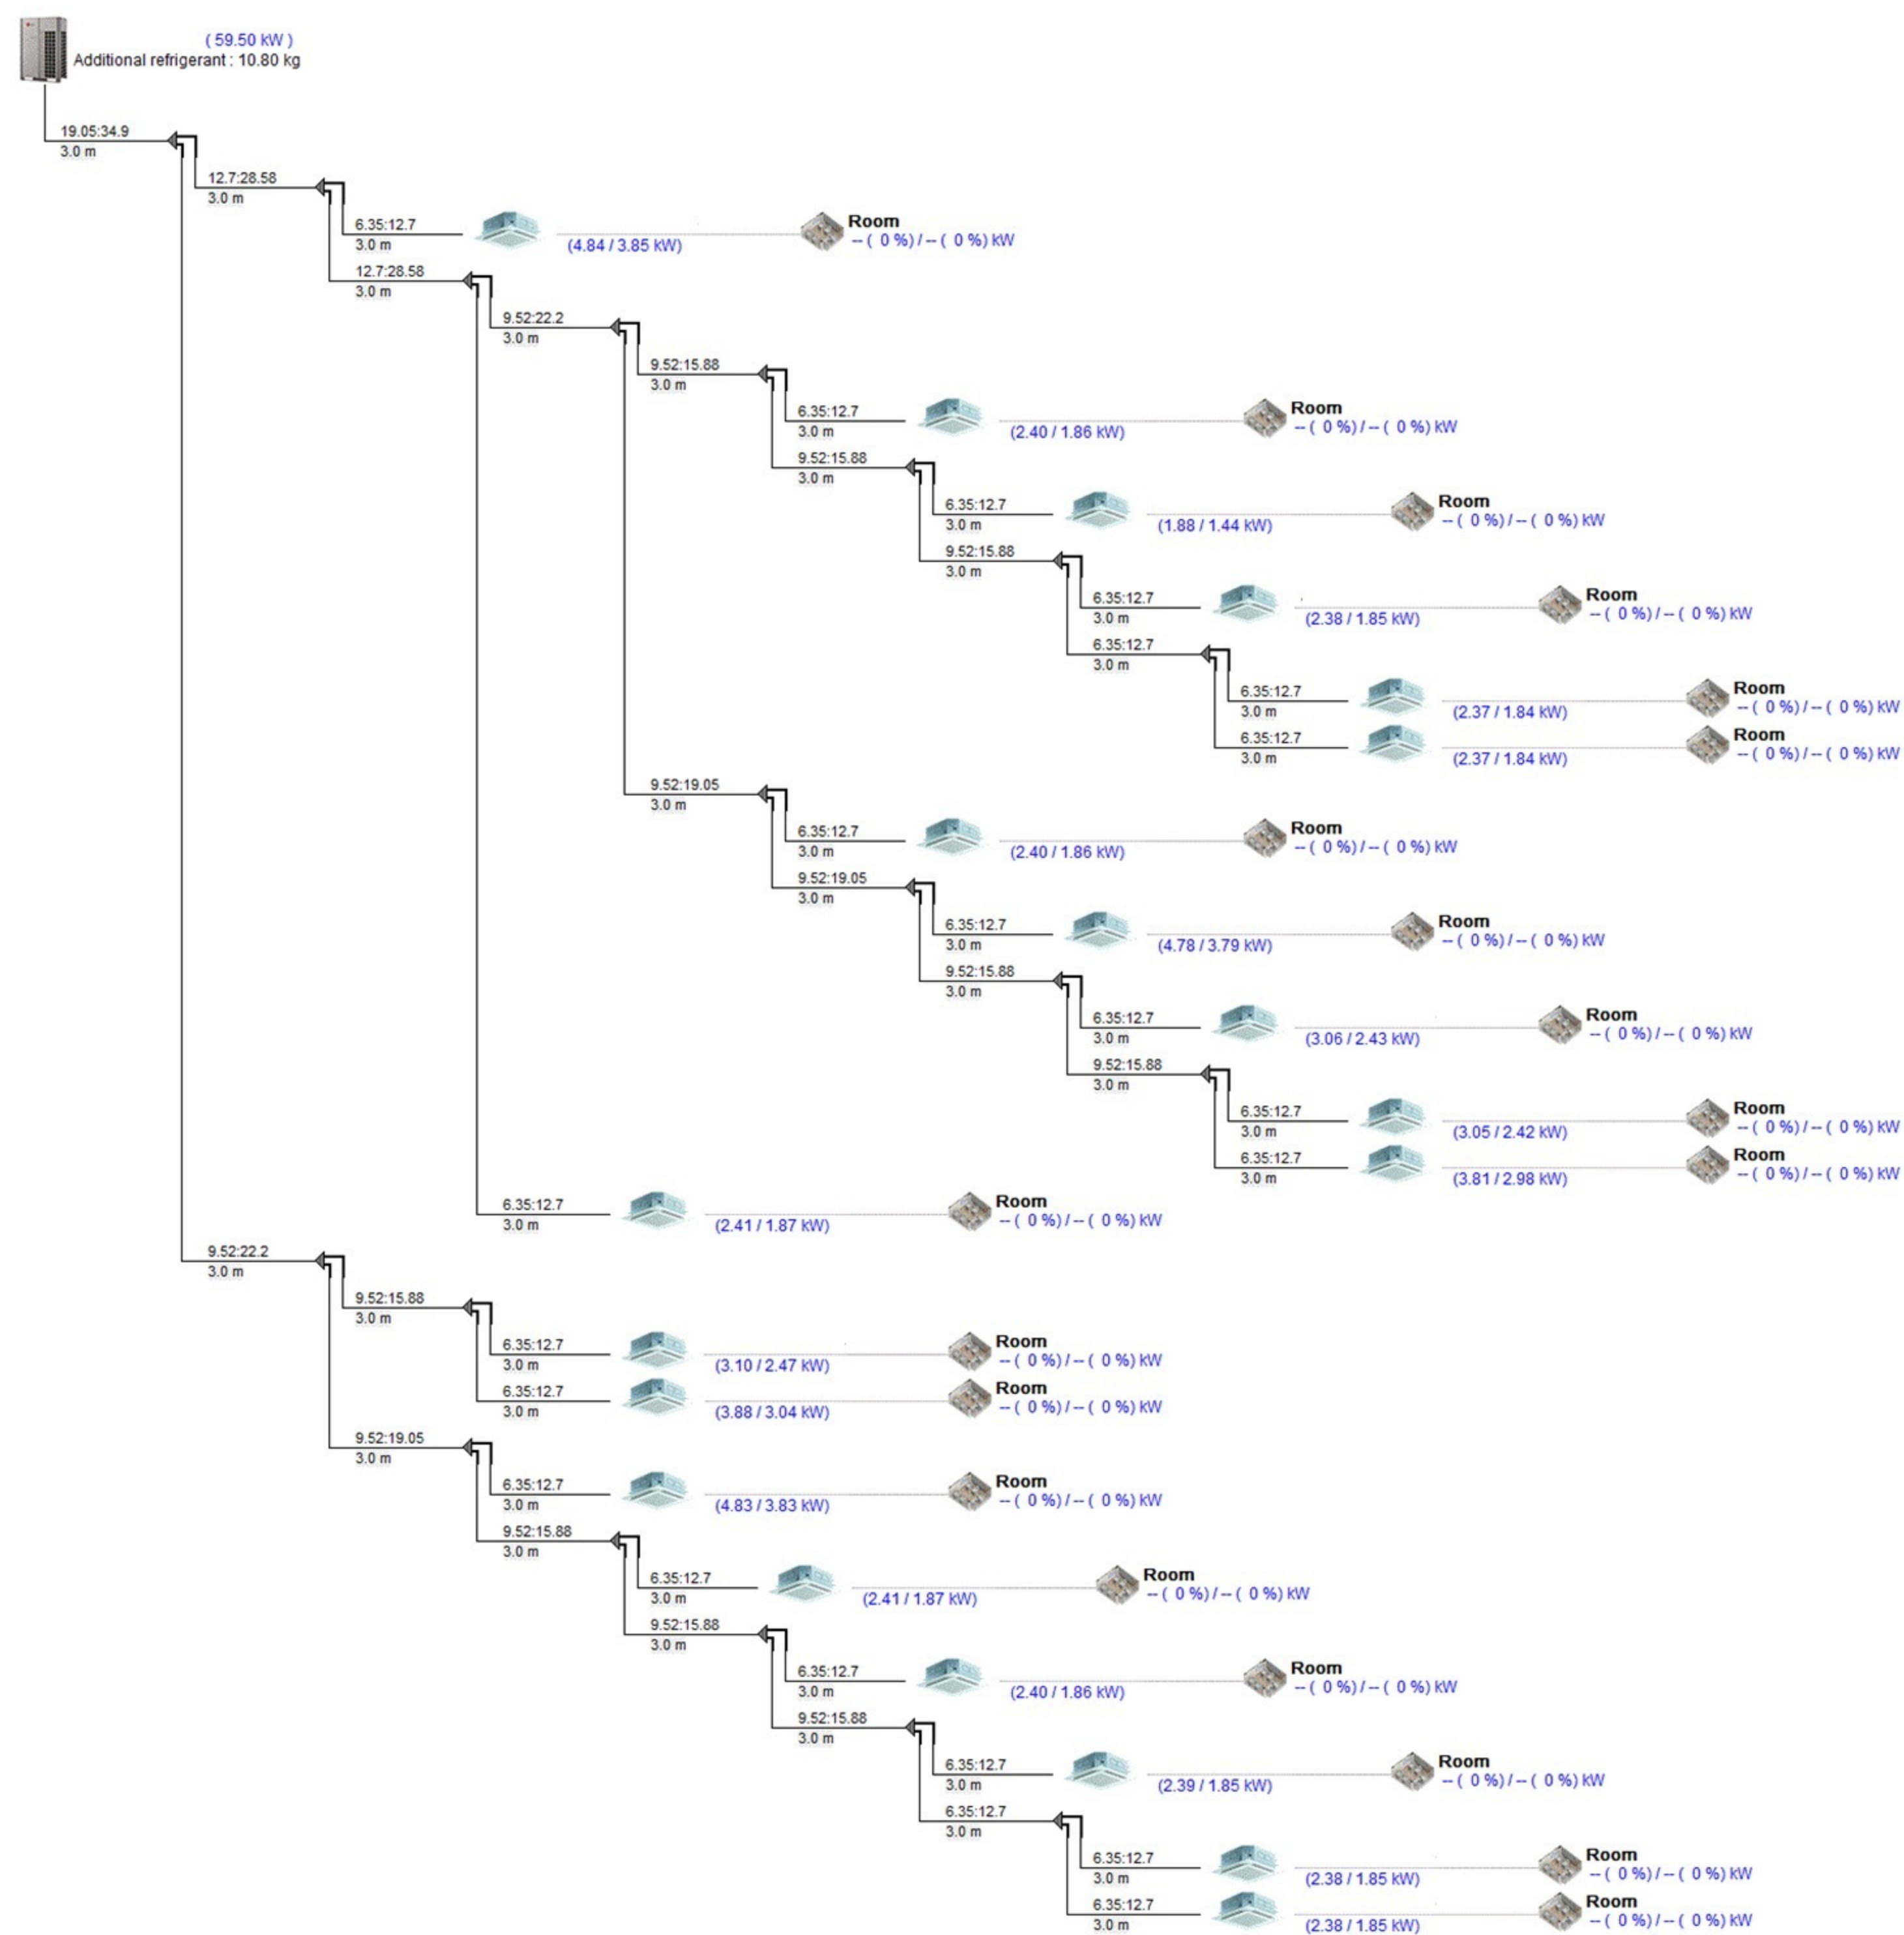 ( 59.50 kW )
Additional refrigerant : 10.80 kg
19.05:34.9
3.0 m
12.7:28.58
3.0 m
6.35:12.7
3.0 m
(4.84 / 3.85 kW)
Room
-- ( 0 %) / -- ( 0 %) kW
12.7:28.58
3.0 m
9.52:22.2
3.0 m
9.52:15.88
3.0 m
6.35:12.7
3.0 m
(2.40 / 1.86 kW)
Room
-- ( 0 %) / -- ( 0 %) kW
9.52:15.88
3.0 m
6.35:12.7
3.0 m
(1.88 / 1.44 kW)
Room
-- ( 0 %) / -- ( 0 %) kW
9.52:15.88
3.0 m
6.35:12.7
3.0 m
(2.38 / 1.85 kW)
Room
-- ( 0 %) / -- ( 0 %) kW
6.35:12.7
3.0 m
6.35:12.7
3.0 m
(2.37 / 1.84 kW)
Room
-- ( 0 %) / -- ( 0 %) kW
6.35:12.7
3.0 m
(2.37 / 1.84 kW)
Room
-- ( 0 %) / -- ( 0 %) kW
9.52:19.05
3.0 m
6.35:12.7
3.0 m
(2.40 / 1.86 kW)
Room
-- ( 0 %) / -- ( 0 %) kW
9.52:19.05
3.0 m
6.35:12.7
3.0 m
(4.78 / 3.79 kW)
Room
-- ( 0 %) / -- ( 0 %) kW
9.52:15.88
3.0 m
6.35:12.7
3.0 m
(3.06 / 2.43 kW)
Room
-- ( 0 %) / -- ( 0 %) kW
9.52:15.88
3.0 m
6.35:12.7
3.0 m
(3.05 / 2.42 kW)
Room
-- ( 0 %) / -- ( 0 %) kW
6.35:12.7
3.0 m
(3.81 / 2.98 kW)
Room
-- ( 0 %) / -- ( 0 %) kW
6.35:12.7
3.0 m
(2.41 / 1.87 kW)
Room
-- ( 0 %) / -- ( 0 %) kW
9.52:22.2
3.0 m
9.52:15.88
3.0 m
6.35:12.7
3.0 m
(3.10 / 2.47 kW)
Room
-- ( 0 %) / -- ( 0 %) kW
6.35:12.7
3.0 m
(3.88 / 3.04 kW)
Room
-- ( 0 %) / -- ( 0 %) kW
9.52:19.05
3.0 m
6.35:12.7
3.0 m
(4.83 / 3.83 kW)
Room
-- ( 0 %) / -- ( 0 %) kW
9.52:15.88
3.0 m
6.35:12.7
3.0 m
(2.41 / 1.87 kW)
Room
-- ( 0 %) / -- ( 0 %) kW
9.52:15.88
3.0 m
6.35:12.7
3.0 m
(2.40 / 1.86 kW)
Room
-- ( 0 %) / -- ( 0 %) kW
9.52:15.88
3.0 m
6.35:12.7
3.0 m
(2.39 / 1.85 kW)
Room
-- ( 0 %) / -- ( 0 %) kW
6.35:12.7
3.0 m
6.35:12.7
3.0 m
(2.38 / 1.85 kW)
Room
-- ( 0 %) / -- ( 0 %) kW
6.35:12.7
3.0 m
(2.38 / 1.85 kW)
Room
-- ( 0 %) / -- ( 0 %) kW